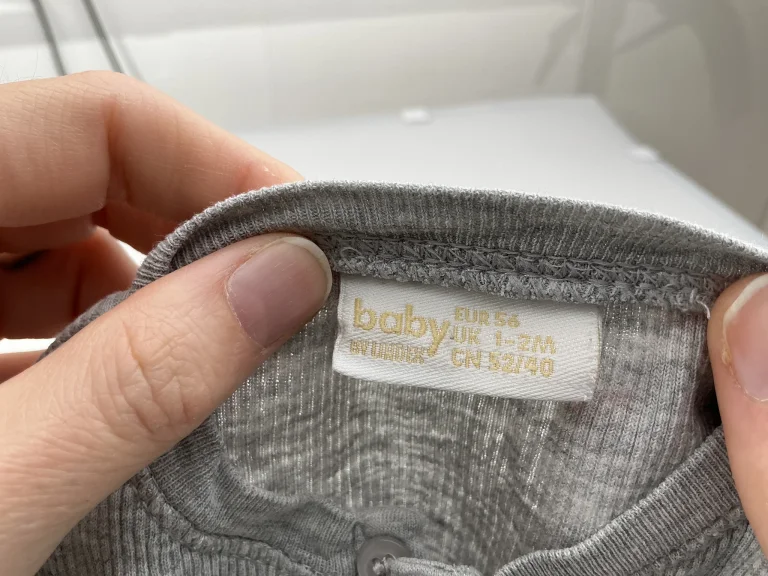 baby
BY LINDEX
EUR 56
UK 1-2M
CN 52/40